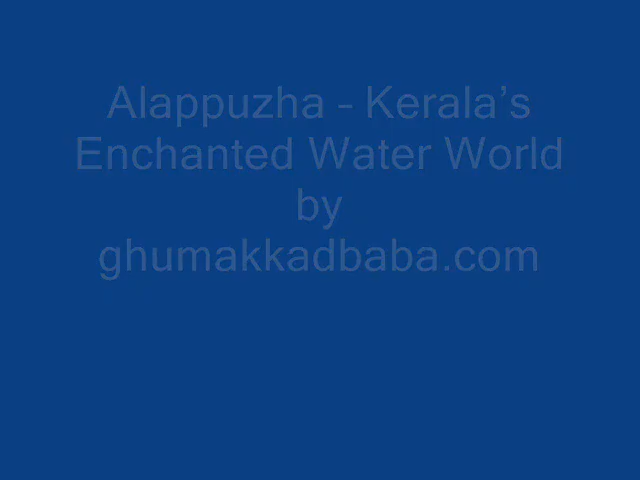 Alappuzha – Kerala’s
Enchanted Water World
by
ghumakkadbaba.com